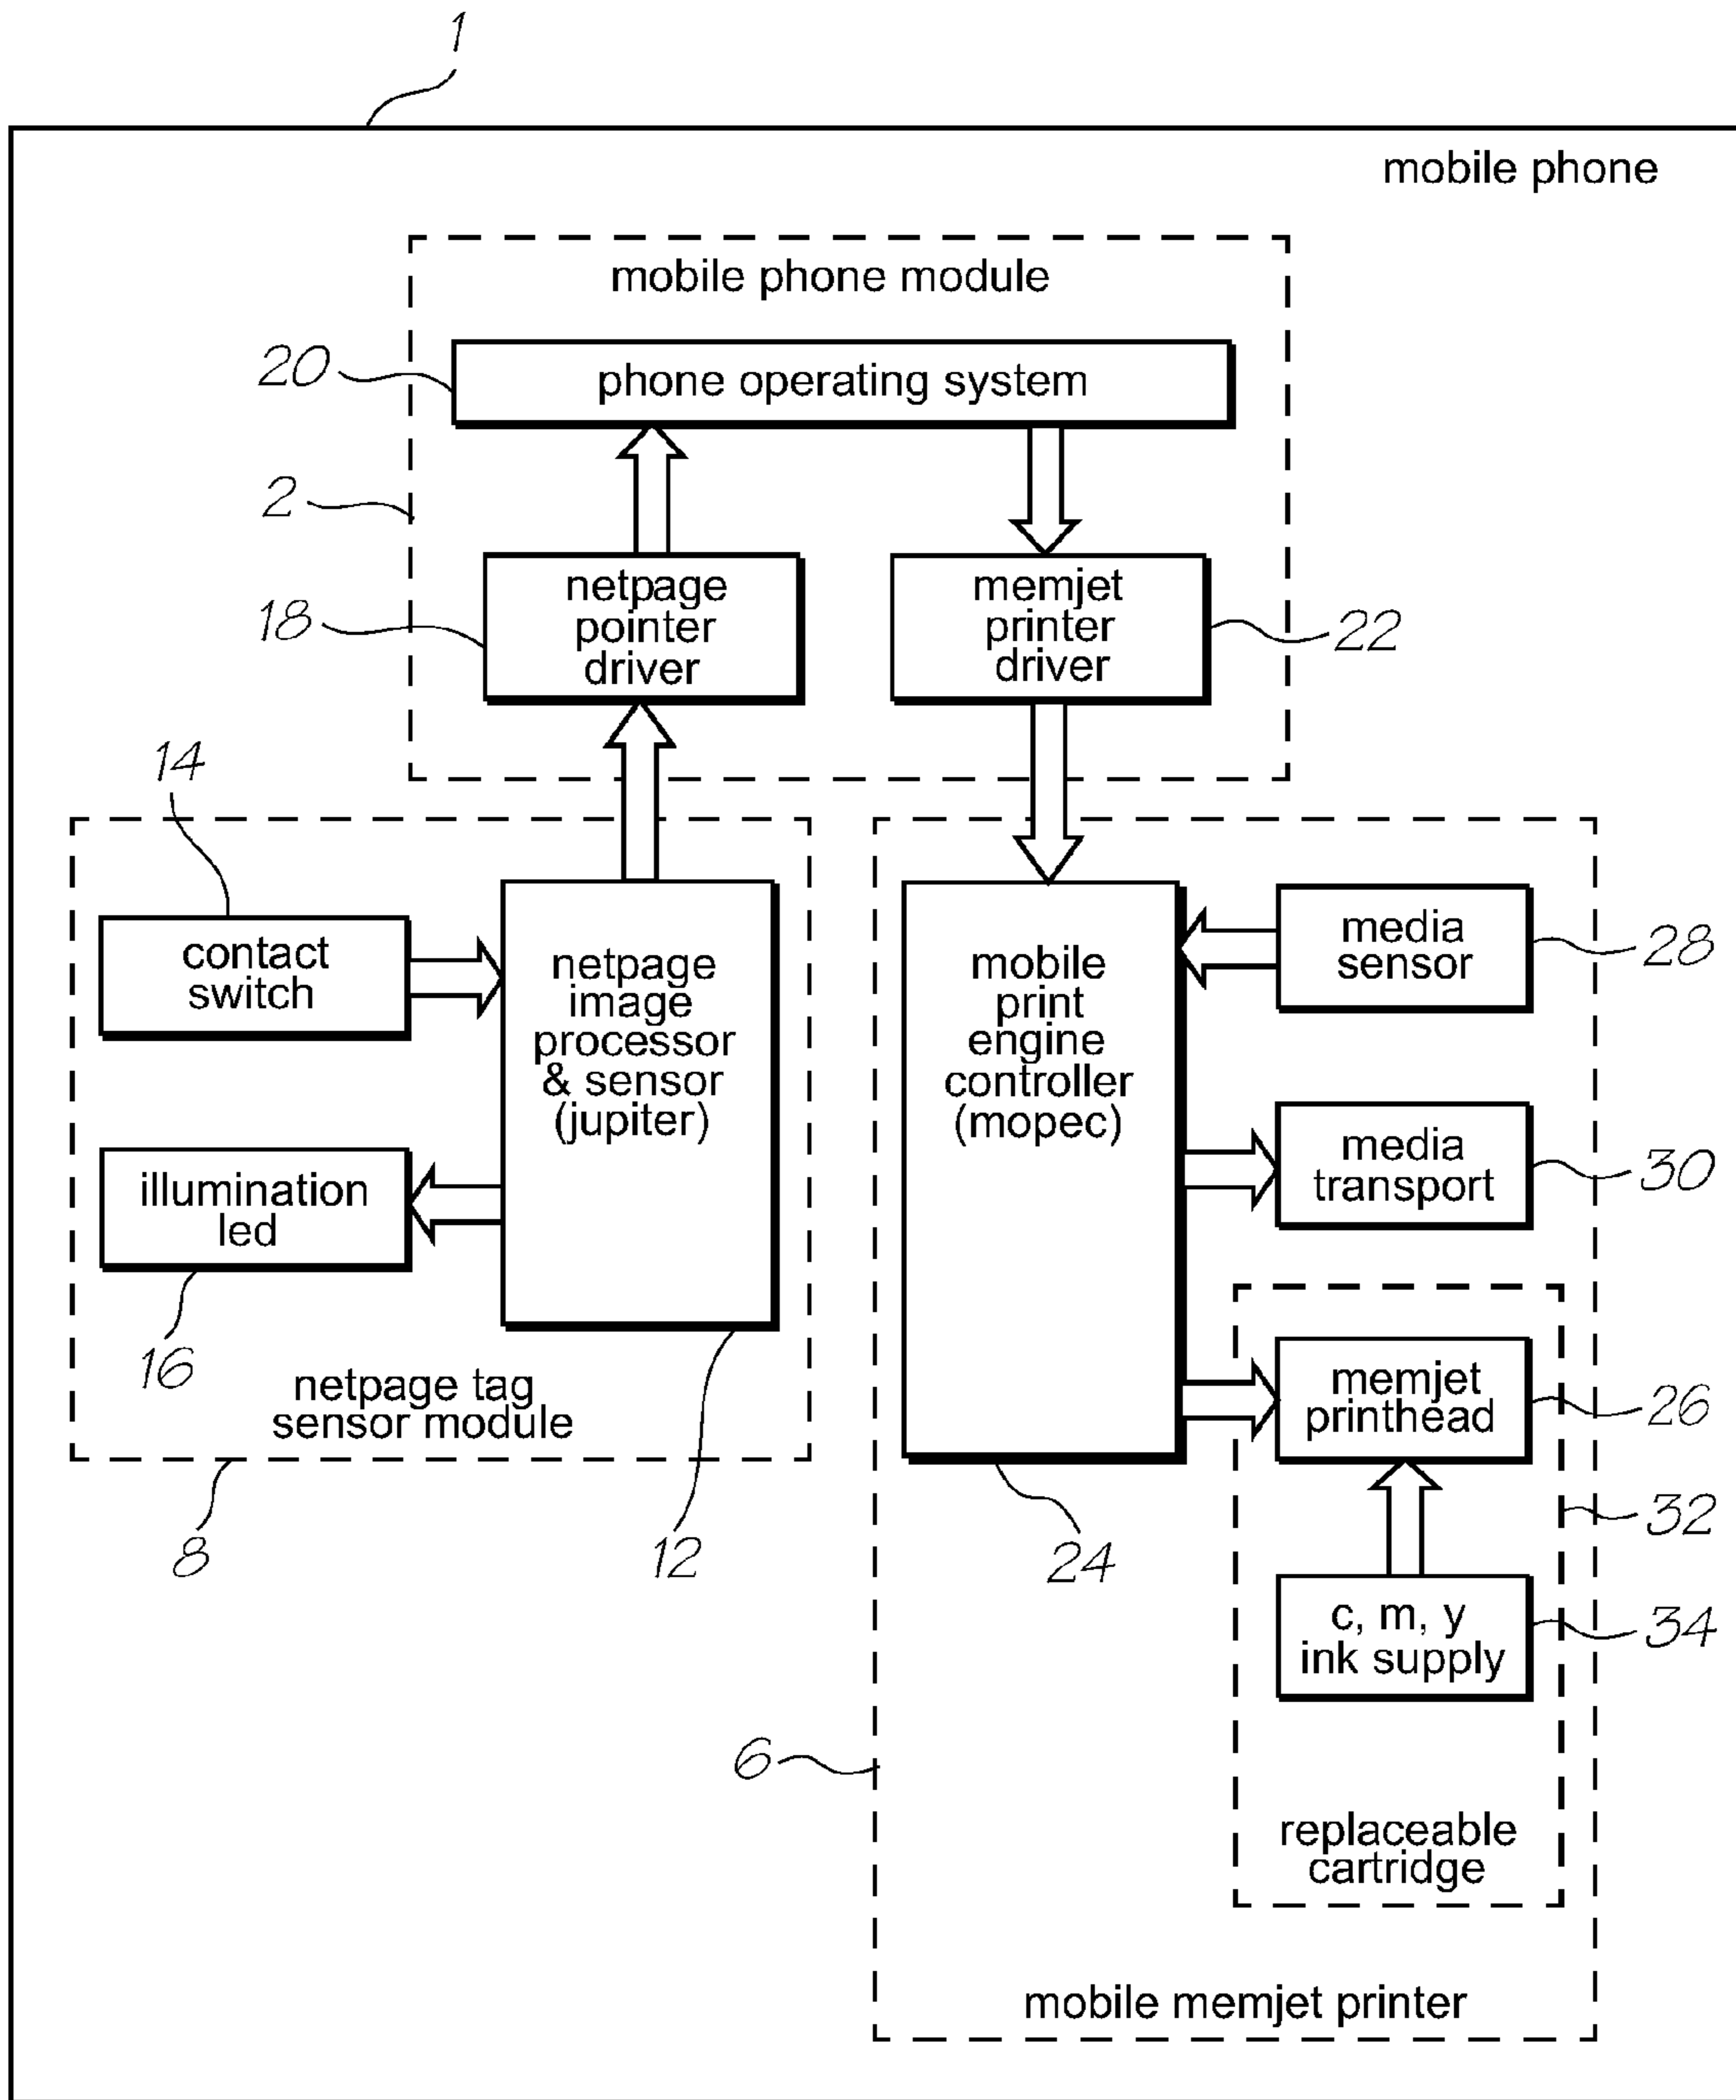 1
mobile phone
mobile phone module
20
phone operating system
2
netpage
pointer
driver
18
memjet
printer
driver
22
14
contact
switch
netpage
image
processor
& sensor
(jupiter)
illumination
led
16
netpage tag
sensor module
8
12
mobile
print
engine
controller
(mopec)
24
media
sensor
28
media
transport
30
memjet
printhead
26
32
c, m, y
ink supply
34
6
replaceable
cartridge
mobile memjet printer